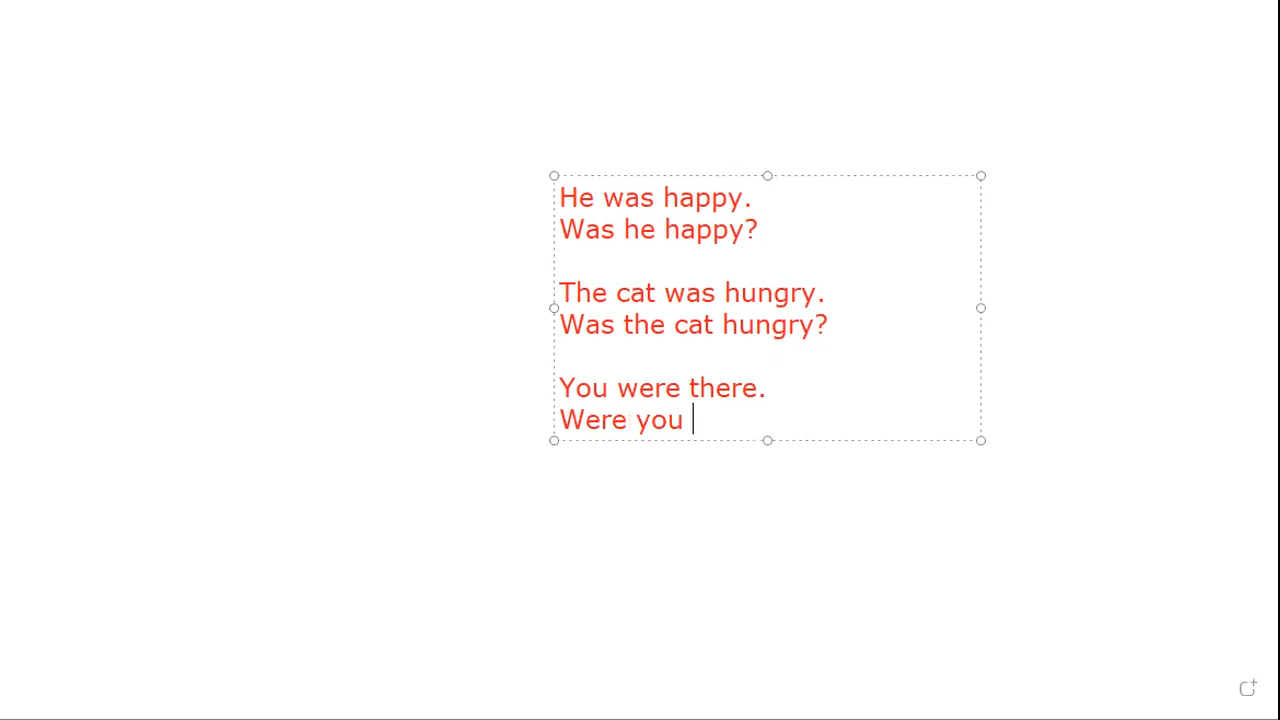 He was happy.
Was he happy?
The cat was hungry.
Was the cat hungry?
You were there.
Were you